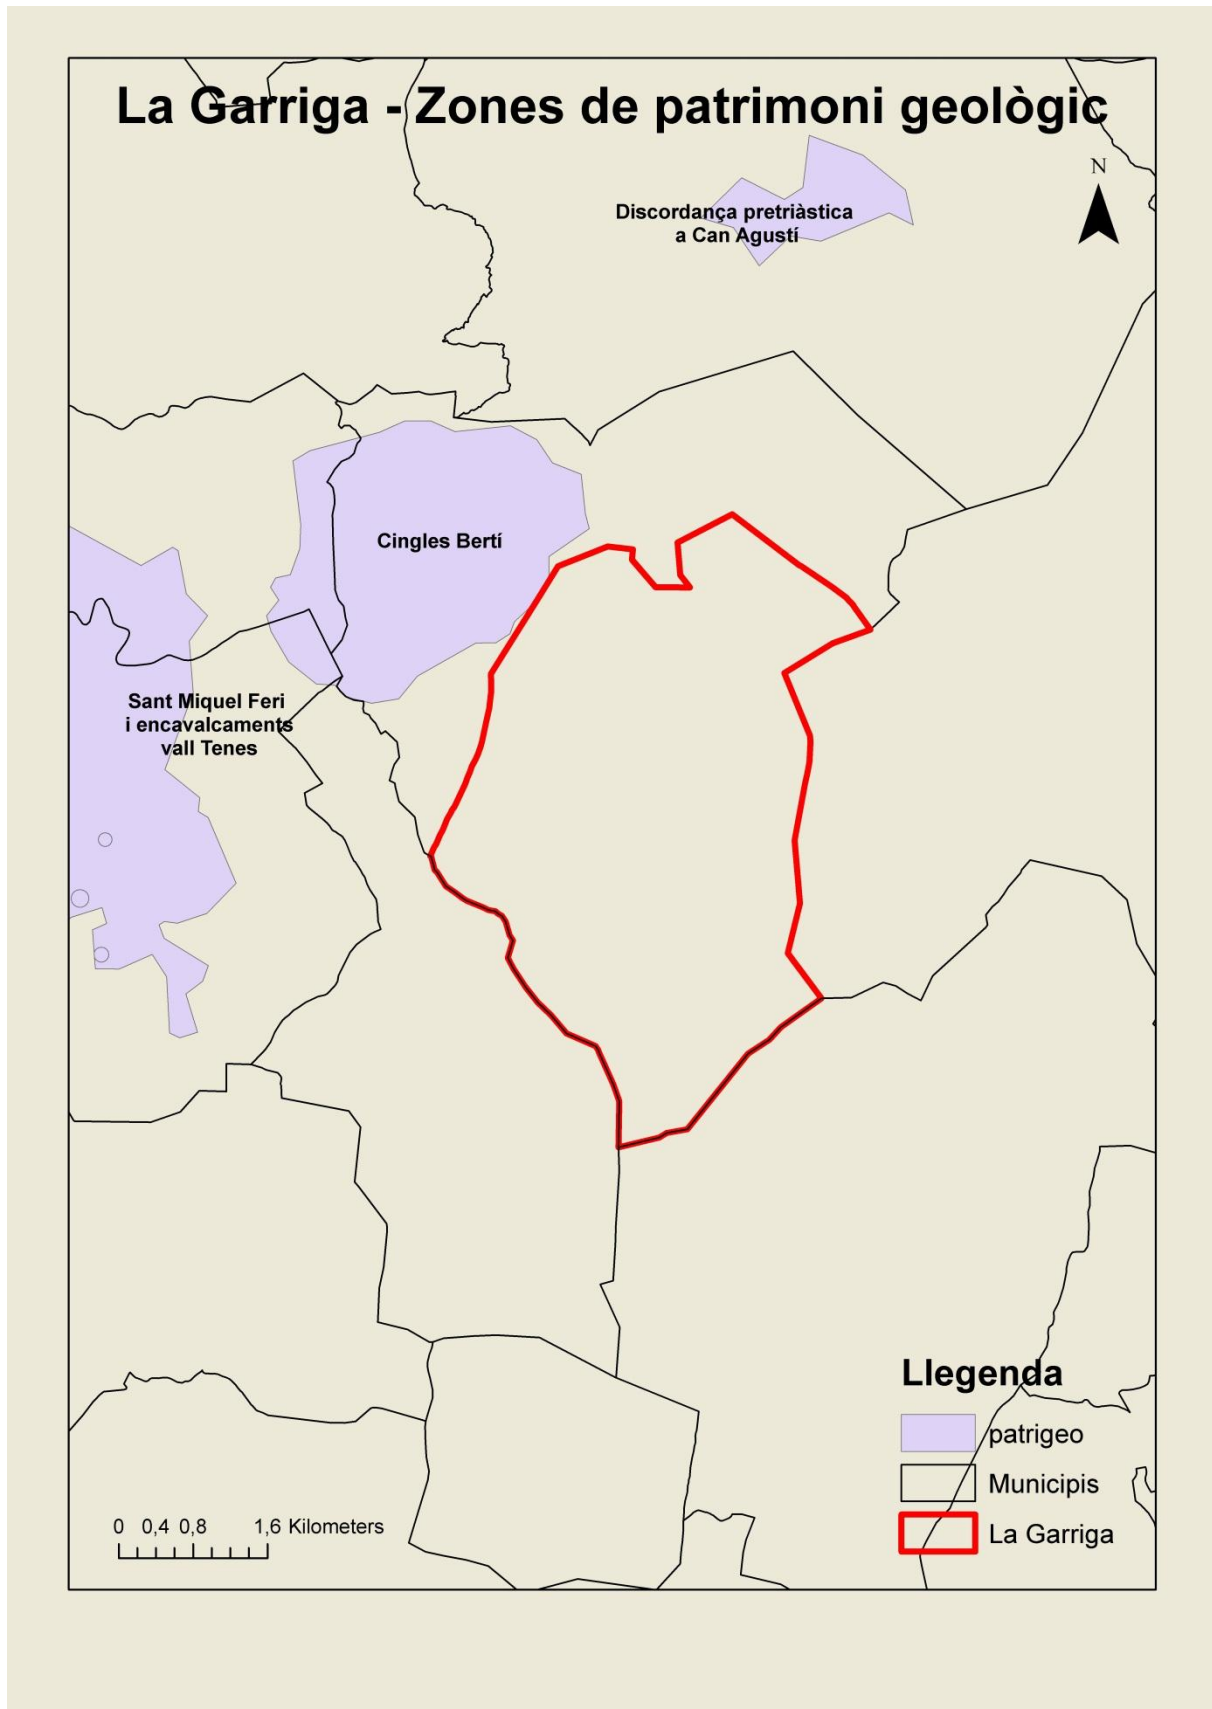 La Garriga - Zones de patrimoni geològic
N
Discordança pretriàstica
a Can Agustí
Cingles Bertí
Sant Miquel Feri
i encavalcaments
vall Tenes
Llegenda
patrigeo
Municipis
La Garriga
0 0,4 0,8 1,6 Kilometers